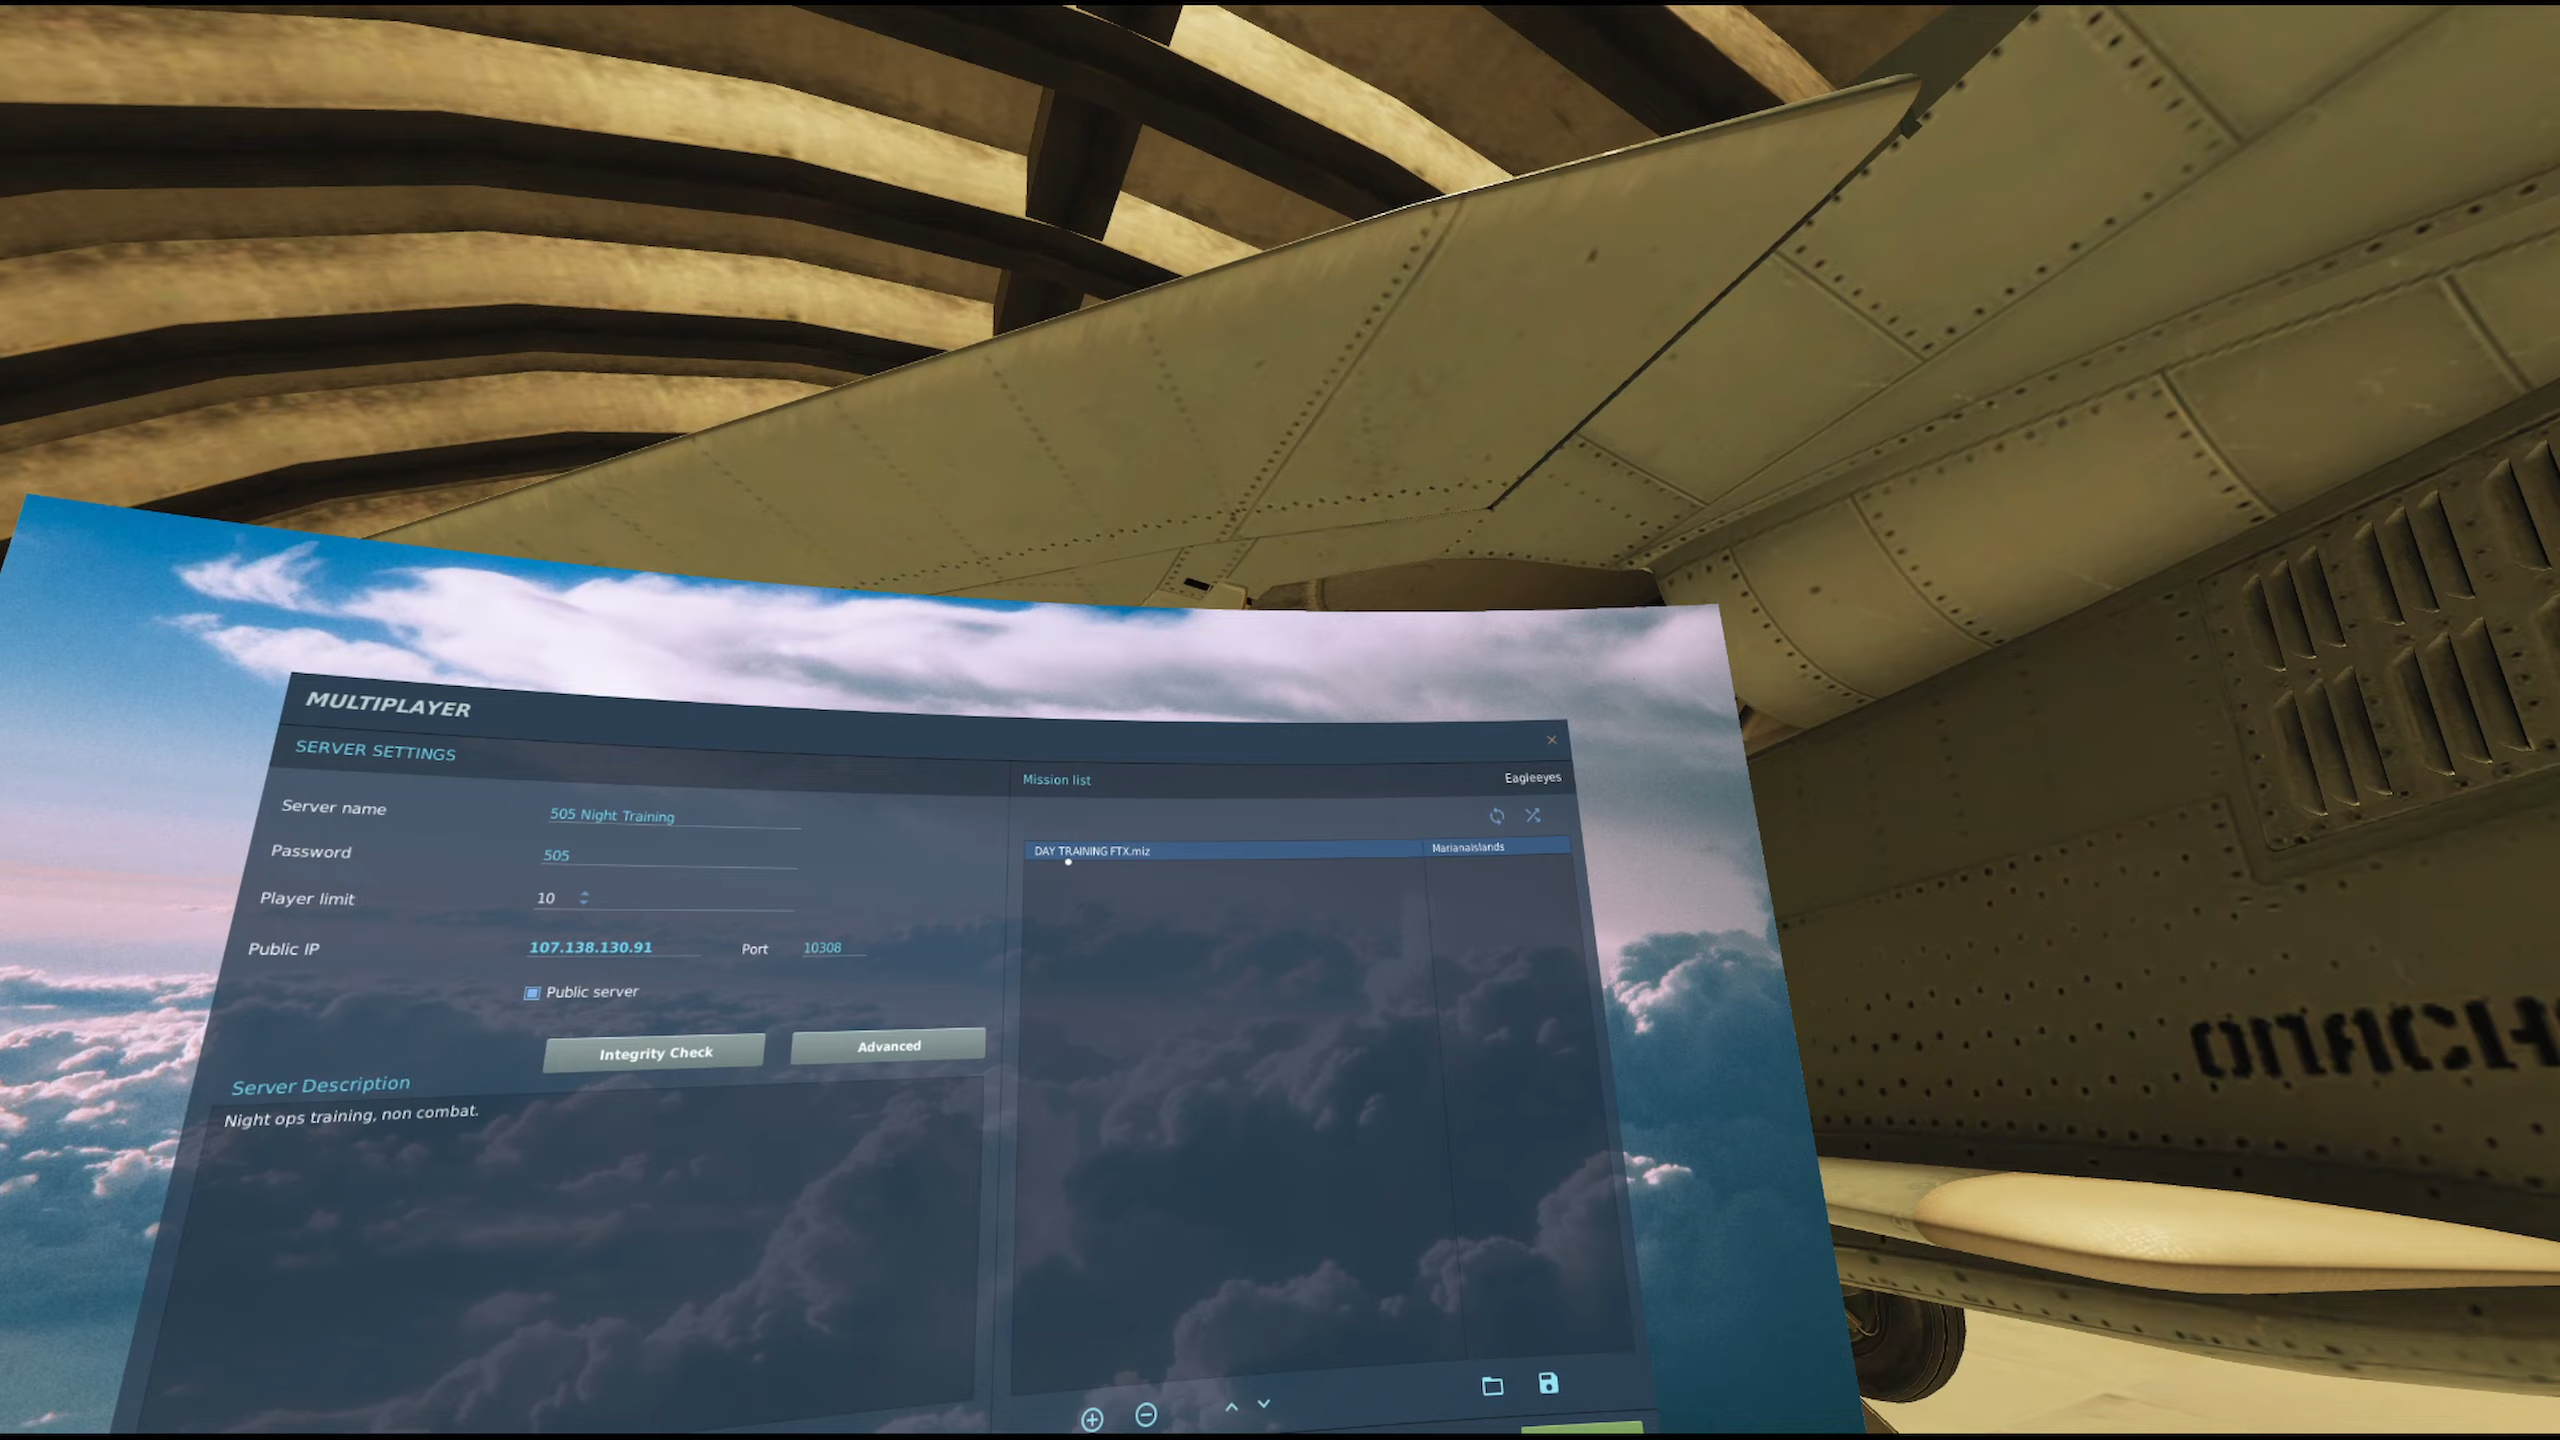 MULTIPLAYER
SERVER SETTINGS
Server name 505 Night Training
Password 505
Player limit 10
Public IP 107.138.130.91 Port 10308
Public server
Integrity Check Advanced
Server Description
Night ops training, non combat.
Mission list Eagleeyes
DAY TRAINING FTX.miz MarianaIslands